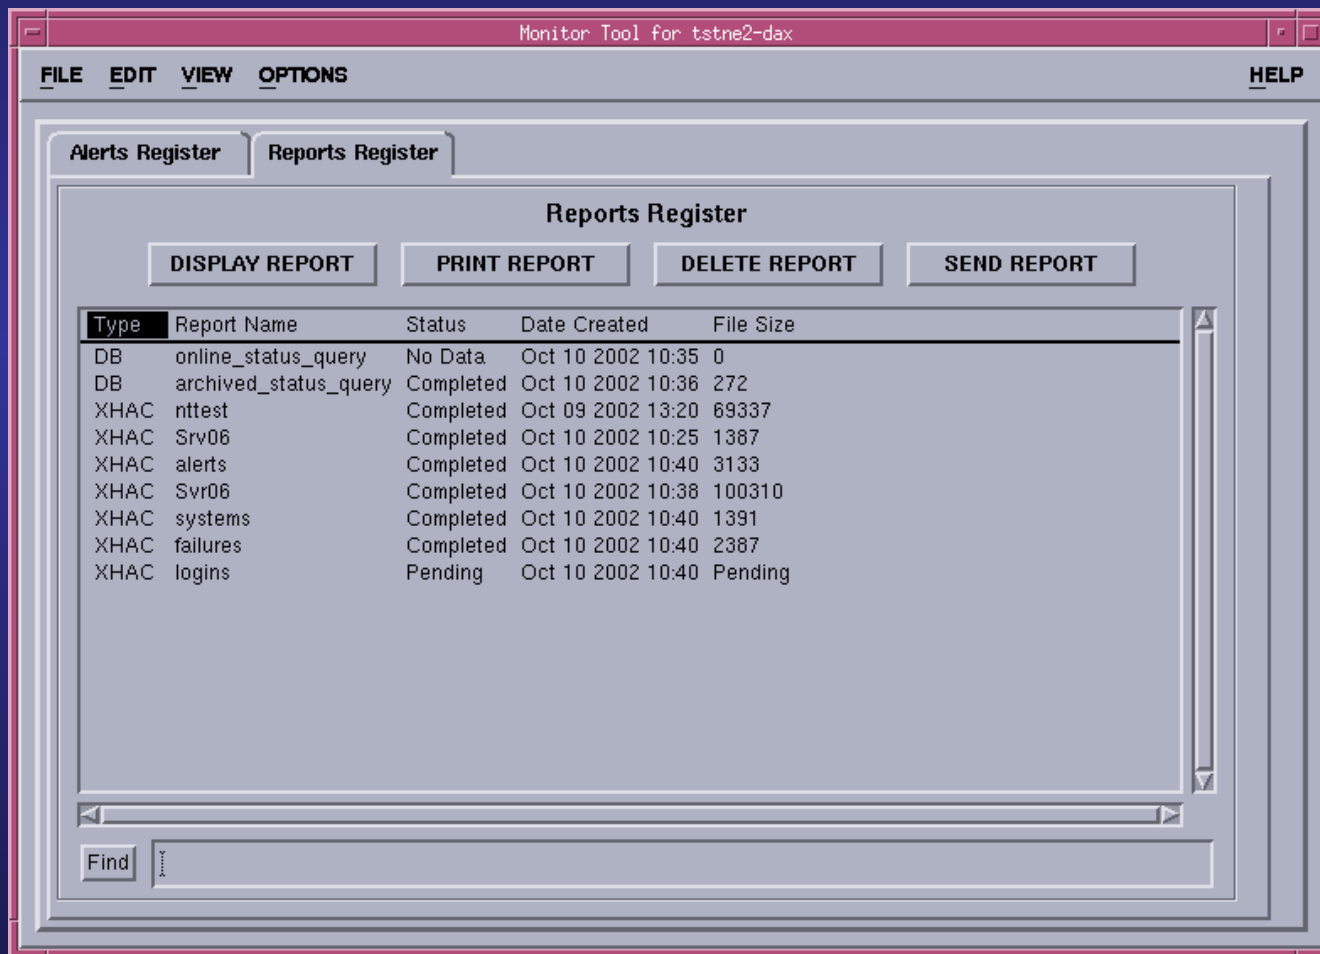 Monitor Tool for tstne2-dax
FILE EDIT VIEW OPTIONS HELP
Alerts Register Reports Register
Reports Register
DISPLAY REPORT PRINT REPORT DELETE REPORT SEND REPORT
Type Report Name Status Date Created File Size
DB online_status_query No Data Oct 10 2002 10:35 0
DB archived_status_query Completed Oct 10 2002 10:36 272
XHAC nttest Completed Oct 09 2002 13:20 69337
XHAC Srv06 Completed Oct 10 2002 10:25 1387
XHAC alerts Completed Oct 10 2002 10:40 3133
XHAC Svr06 Completed Oct 10 2002 10:38 100310
XHAC systems Completed Oct 10 2002 10:40 1391
XHAC failures Completed Oct 10 2002 10:40 2387
XHAC logins Pending Oct 10 2002 10:40 Pending
Find